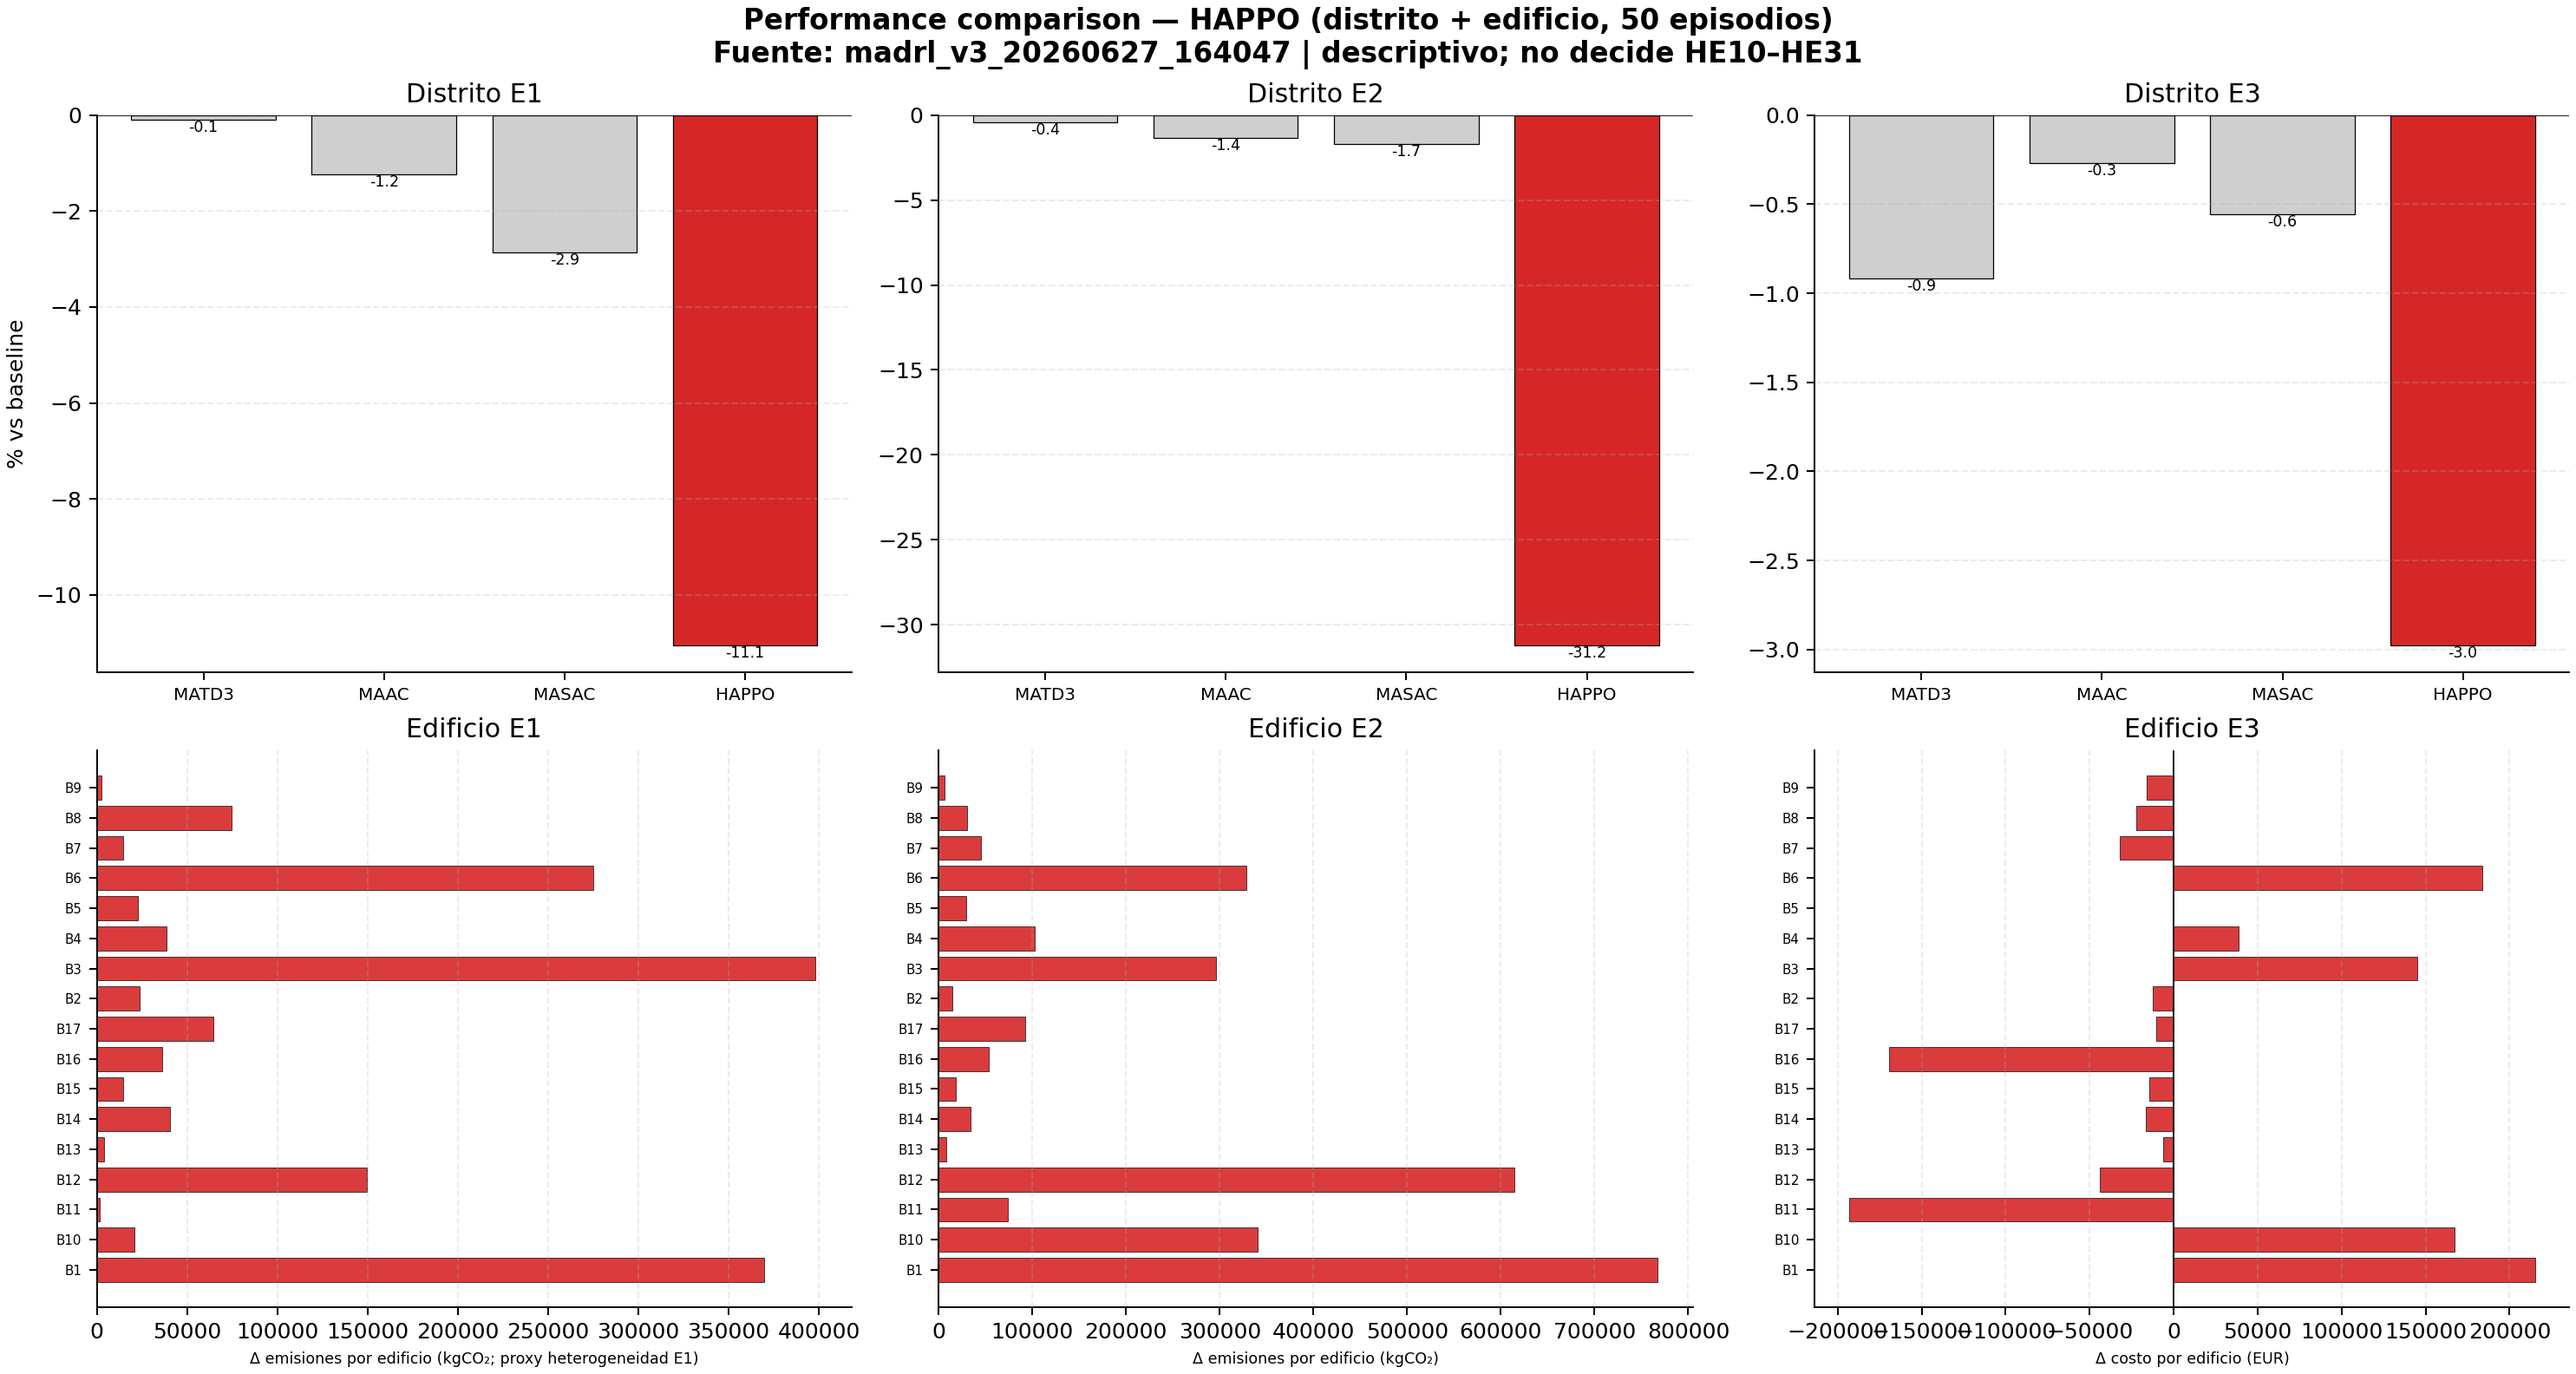 Performance comparison — HAPPO (distrito + edificio, 50 episodios)
Fuente: madrl_v3_20260627_164047 | descriptivo; no decide HE10–HE31
Distrito E1
% vs baseline
0
−2
−4
−6
−8
−10
-0.1
-1.2
-2.9
-11.1
MATD3 MAAC MASAC HAPPO
Distrito E2
0
−5
−10
−15
−20
−25
−30
-0.4
-1.4
-1.7
-31.2
MATD3 MAAC MASAC HAPPO
Distrito E3
0.0
−0.5
−1.0
−1.5
−2.0
−2.5
−3.0
-0.9
-0.3
-0.6
-3.0
MATD3 MAAC MASAC HAPPO
Edificio E1
B9
B8
B7
B6
B5
B4
B3
B2
B17
B16
B15
B14
B13
B12
B11
B10
B1
0 50000 100000 150000 200000 250000 300000 350000 400000
Δ emisiones por edificio (kgCO₂; proxy heterogeneidad E1)
Edificio E2
B9
B8
B7
B6
B5
B4
B3
B2
B17
B16
B15
B14
B13
B12
B11
B10
B1
0 100000 200000 300000 400000 500000 600000 700000 800000
Δ emisiones por edificio (kgCO₂)
Edificio E3
B9
B8
B7
B6
B5
B4
B3
B2
B17
B16
B15
B14
B13
B12
B11
B10
B1
−200000 −150000 −100000 −50000 0 50000 100000 150000 200000
Δ costo por edificio (EUR)